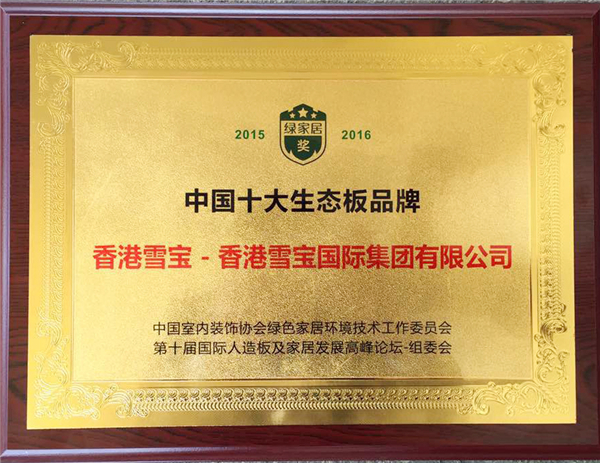 绿家居
2015 奖 2016
中国十大生态板品牌
香港雪宝 - 香港雪宝国际集团有限公司
中国室内装饰协会绿色家居环境技术工作委员会
第十届国际人造板及家居发展高峰论坛-组委会